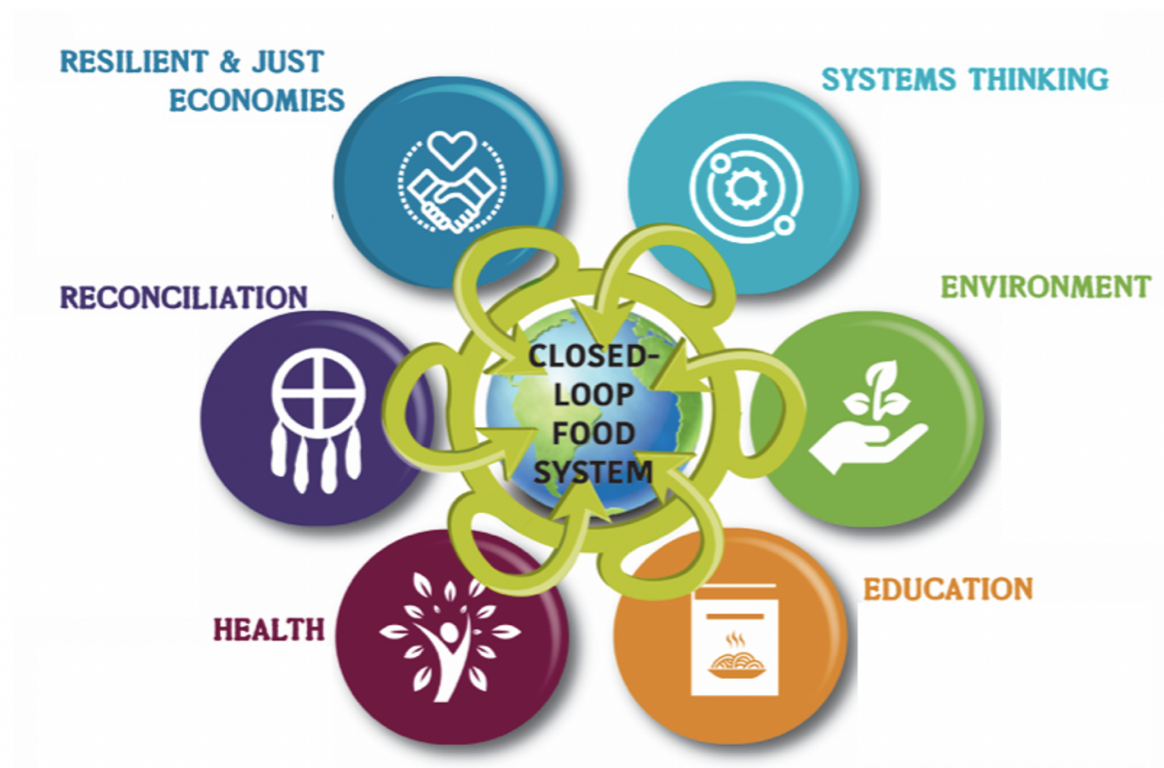 RESILIENT & JUST
ECONOMIES
SYSTEMS THINKING
RECONCILIATION
ENVIRONMENT
CLOSED-
LOOP
FOOD
SYSTEM
HEALTH
EDUCATION